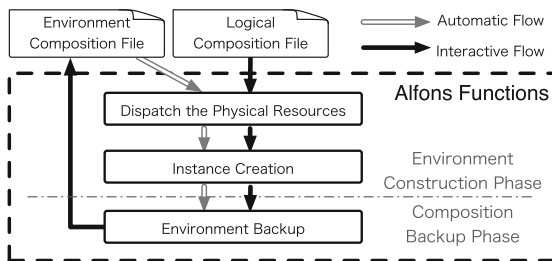 Environment
Composition File
Logical
Composition File
Automatic Flow
Interactive Flow
Alfons Functions
Dispatch the Physical Resources
Instance Creation
Environment
Construction Phase
Composition
Backup Phase
Environment Backup